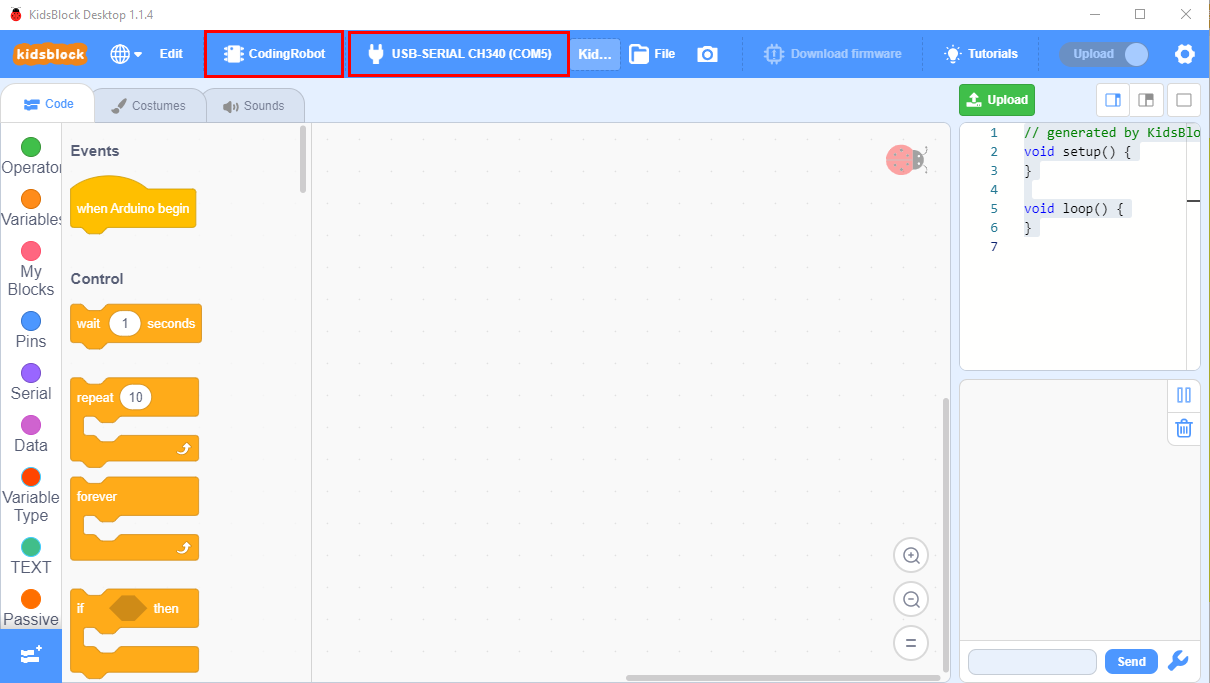 KidsBlock Desktop 1.1.4
kidsblock
Edit
CodingRobot
USB-SERIAL CH340 (COM5)
Kid...
File
Download firmware
Tutorials
Upload
Code
Costumes
Sounds
Upload
Operator
Variables
My
Blocks
Pins
Serial
Data
Variable
Type
TEXT
Passive
Events
when Arduino begin
Control
wait 1 seconds
repeat 10
forever
if then
1 // generated by KidsBlo
2 void setup() {
3 }
4
5 void loop() {
6 }
7
Send